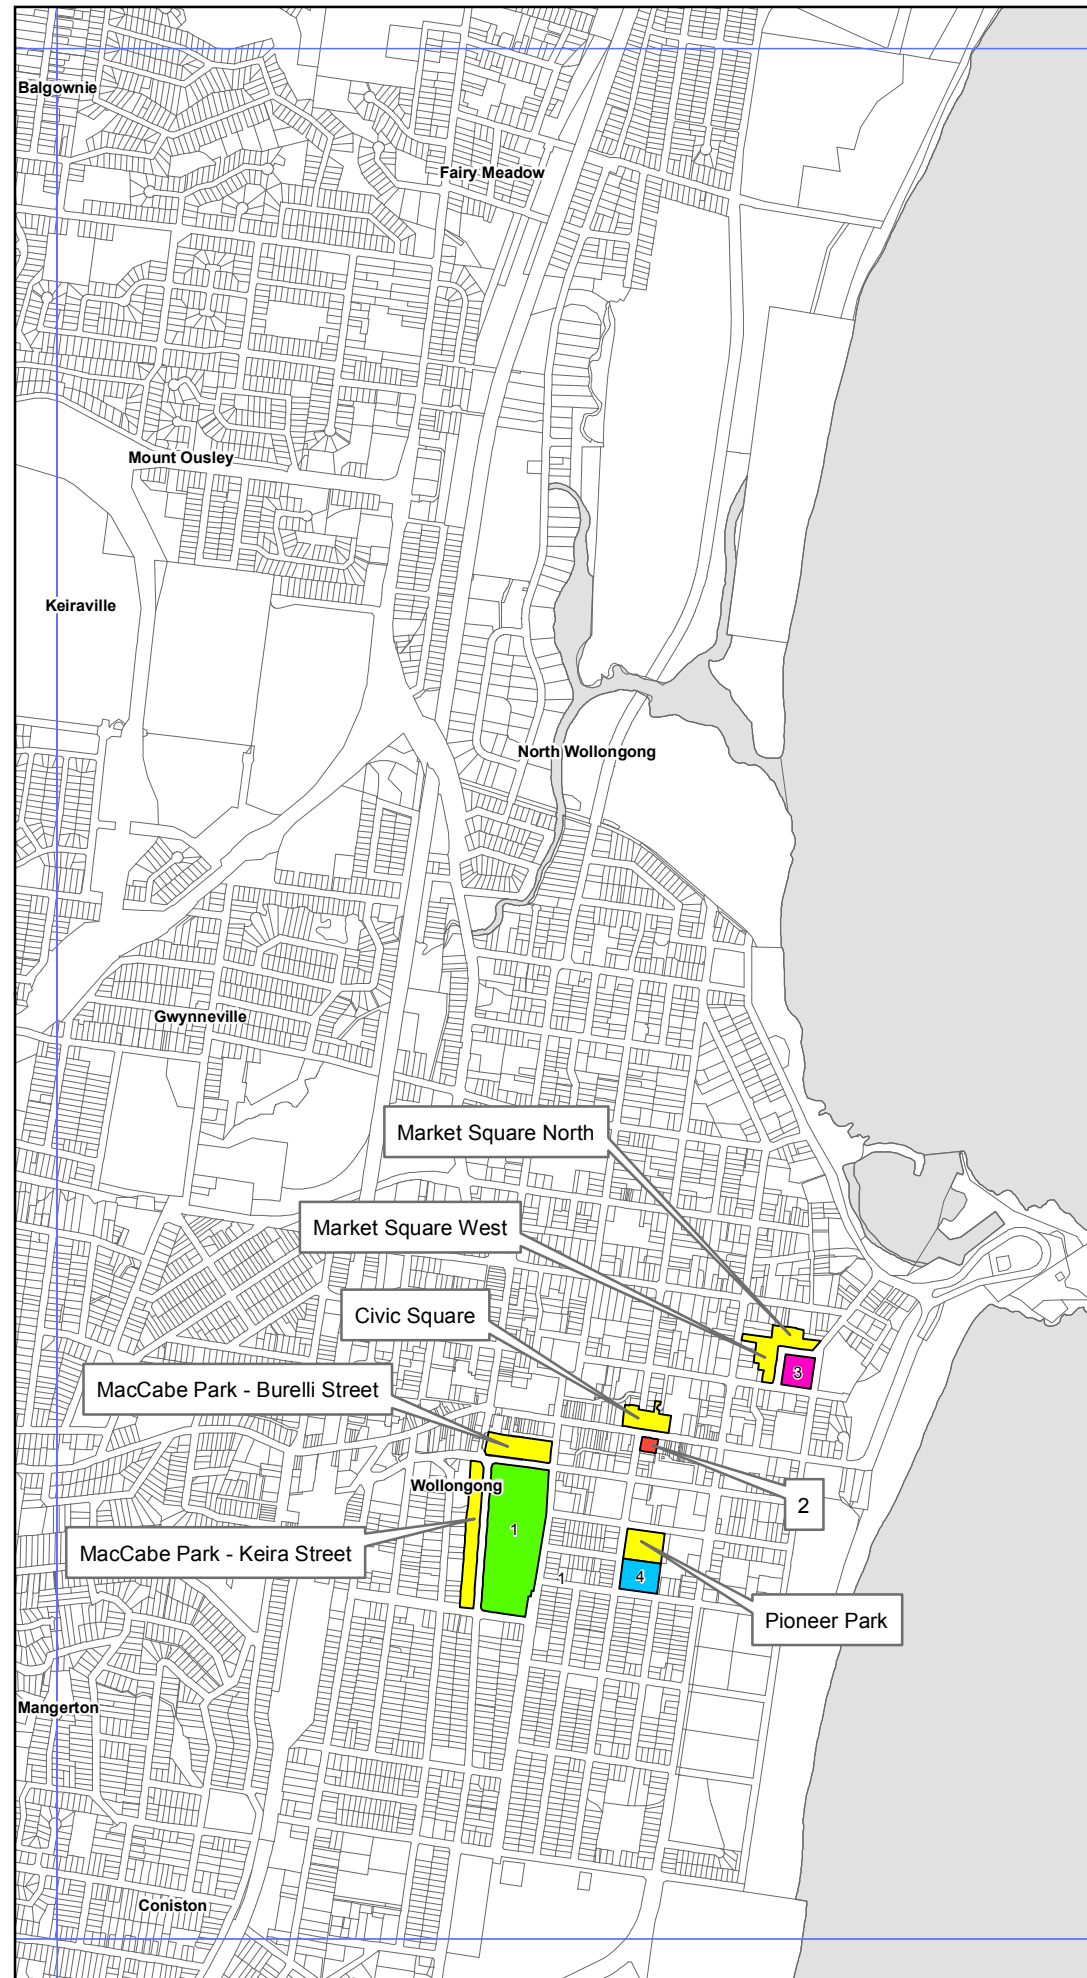 Balgownie
Fairy Meadow
Mount Ousley
Keiraville
North Wollongong
Gwynneville
Market Square North
Market Square West
Civic Square
3
MacCabe Park - Burelli Street
Wollongong
2
1
MacCabe Park - Keira Street
1
4
Pioneer Park
Mangerton
Coniston